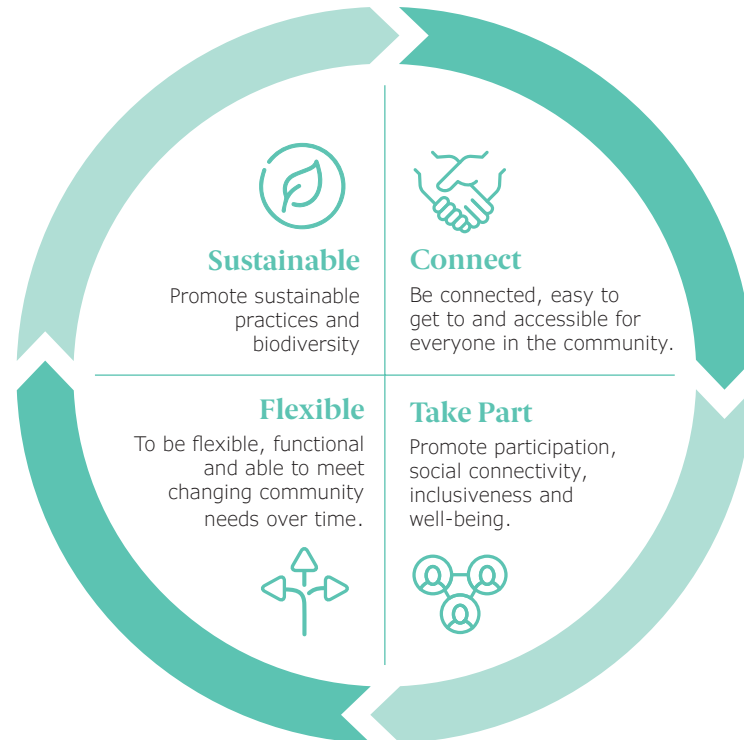 Sustainable
Promote sustainable
practices and
biodiversity
Connect
Be connected, easy to
get to and accessible for
everyone in the community.
Flexible
To be flexible, functional
and able to meet
changing community
needs over time.
Take Part
Promote participation,
social connectivity,
inclusiveness and
well-being.